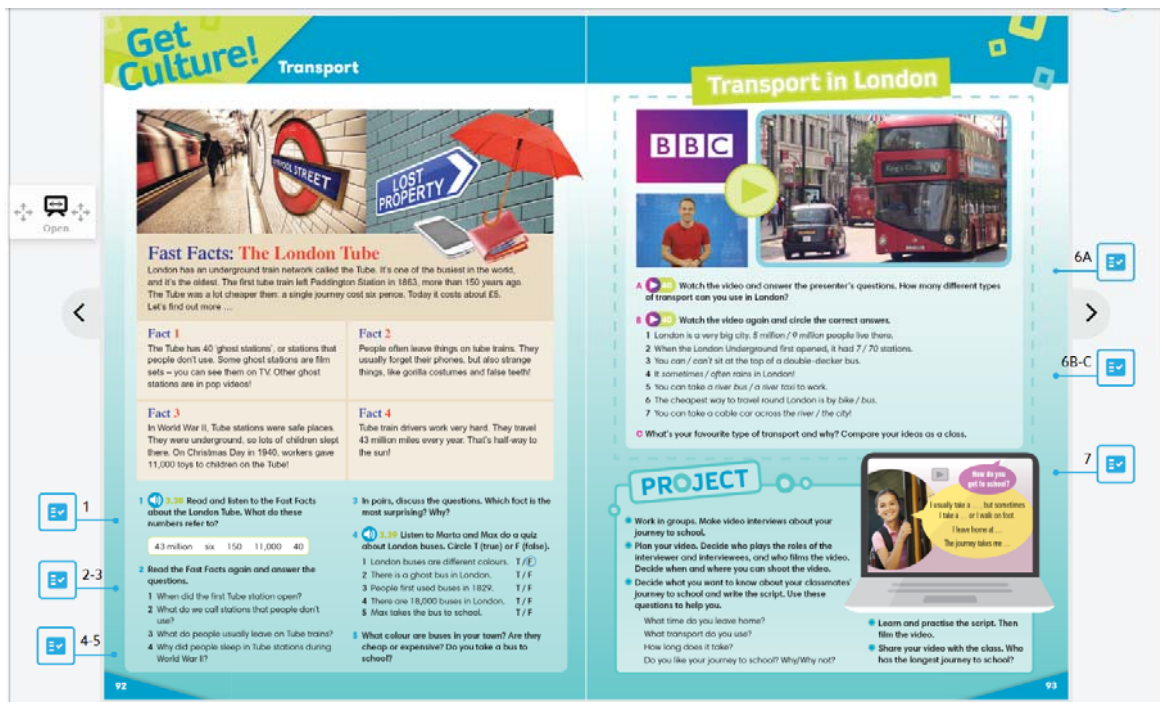 Get
Culture!
Transport
LIVERPOOL STREET
LOST
PROPERTY
Fast Facts: The London Tube
London has an underground train network called the Tube. It's one of the busiest in the world,
and it's the oldest. The first tube train left Paddington Station in 1863, more than 150 years ago.
The Tube was a lot cheaper then: a single journey cost six pence. Today it costs about £5.
Let's find out more ...
Fact 1
The Tube has 40 'ghost stations', or stations that
people don't use. Some ghost stations are film
sets – you can see them on TV. Other ghost
stations are in pop videos!
Fact 2
People often leave things on tube trains. They
usually forget their phones, but also strange
things, like gorilla costumes and false teeth!
Fact 3
In World War II, Tube stations were safe places.
They were underground, so lots of children slept
there. On Christmas Day in 1940, workers gave
11,000 toys to children on the Tube!
Fact 4
Tube train drivers work very hard. They travel
43 million miles every year. That's half-way to
the sun!
1 3.38 Read and listen to the Fast Facts
about the London Tube. What do these
numbers refer to?
43 million six 150 11,000 40
2 Read the Fast Facts again and answer the
questions.
1 When did the first Tube station open?
2 What do we call stations that people don't
use?
3 What do people usually leave on Tube trains?
4 Why did people sleep in Tube stations during
World War II?
3 In pairs, discuss the questions. Which fact is the
most surprising? Why?
4 3.39 Listen to Marta and Max do a quiz
about London buses. Circle T (true) or F (false).
1 London buses are different colours. T / F
2 There is a ghost bus in London. T / F
3 People first used buses in 1829. T / F
4 There are 18,000 buses in London. T / F
5 Max takes the bus to school. T / F
5 What colour are buses in your town? Are they
cheap or expensive? Do you take a bus to
school?
92
Transport in London
BBC
10
A 40 Watch the video and answer the presenter's questions. How many different types
of transport can you use in London?
B 40 Watch the video again and circle the correct answer.
1 London is a very big city. 5 million / 9 million people live there.
2 When the London Underground first opened, it had 7 / 70 stations.
3 You can / can't sit at the top of a double-decker bus.
4 It sometimes / often rains in London!
5 You can take a river bus / a river taxi to work.
6 The cheapest way to travel round London is by bike / bus.
7 You can take a cable car across the river / the city!
C What's your favourite type of transport and why? Compare your ideas as a class.
PROJECT
Work in groups. Make video interviews about your
journey to school.
Plan your video. Decide who plays the roles of the
interviewer and interviewees, and who films the video.
Decide when and where you can shoot the video.
Decide what you want to know about your classmates'
journey to school and write the script. Use these
questions to help you.
What time do you leave home?
What transport do you use?
How long does it take?
Do you like your journey to school? Why/Why not?
How do you
get to school?
I usually take a ... , but sometimes
I take a ... or I walk on foot.
I leave home at ...
The journey takes me ...
Learn and practise the script. Then
film the video.
Share your video with the class. Who
has the longest journey to school?
93
Open
1
2-3
4-5
6A
6B-C
7